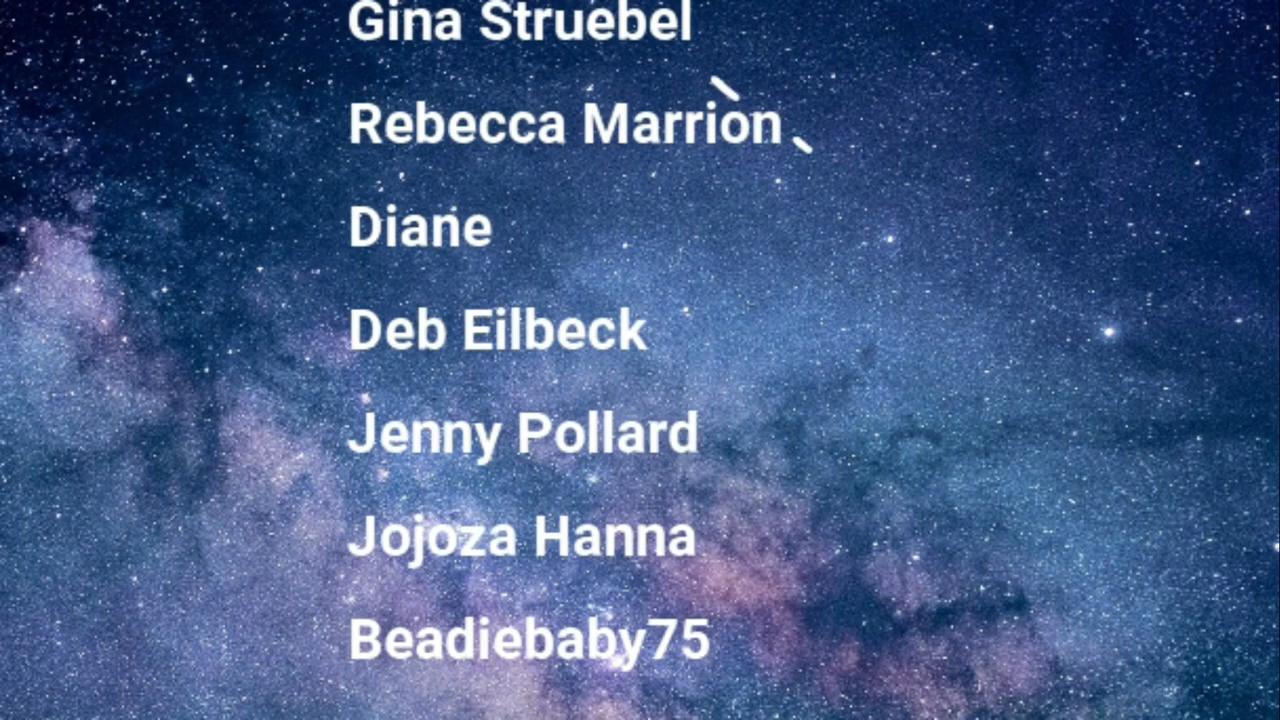 Gina Struebel
Rebecca Marrion
Diane
Deb Eilbeck
Jenny Pollard
Jojoza Hanna
Beadiebaby75